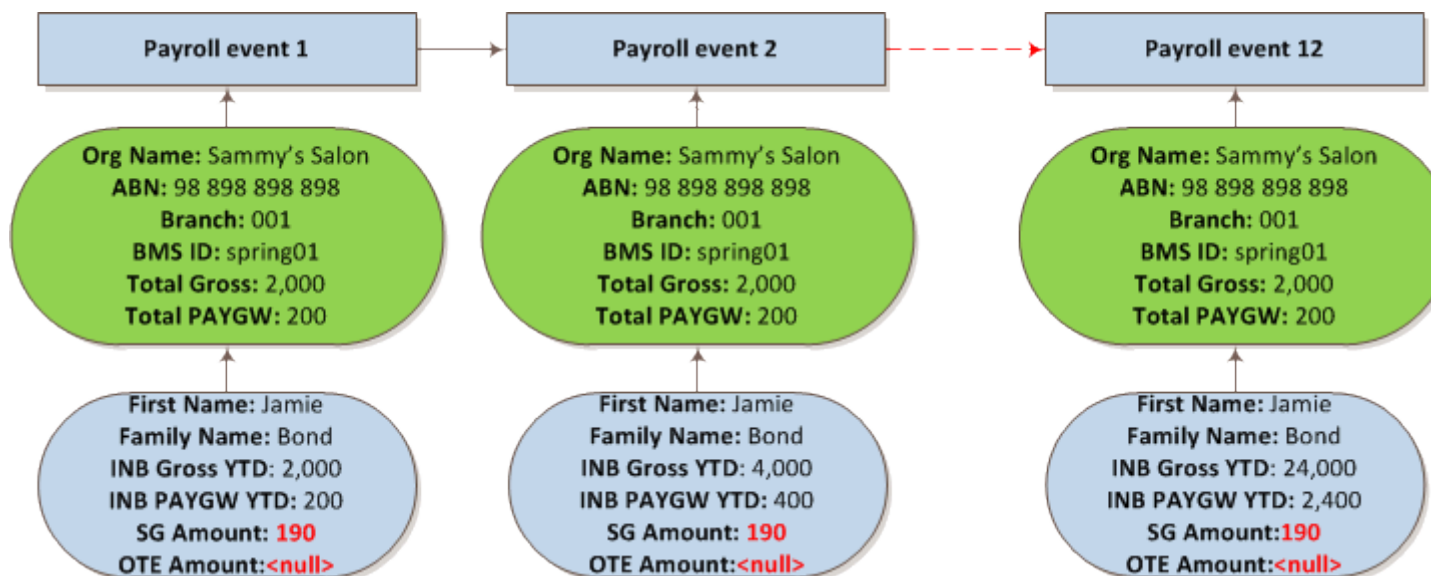 Payroll event 1
Payroll event 2
Payroll event 12
Org Name: Sammy's Salon
ABN: 98 898 898 898
Branch: 001
BMS ID: spring01
Total Gross: 2,000
Total PAYGW: 200
Org Name: Sammy's Salon
ABN: 98 898 898 898
Branch: 001
BMS ID: spring01
Total Gross: 2,000
Total PAYGW: 200
Org Name: Sammy's Salon
ABN: 98 898 898 898
Branch: 001
BMS ID: spring01
Total Gross: 2,000
Total PAYGW: 200
First Name: Jamie
Family Name: Bond
INB Gross YTD: 2,000
INB PAYGW YTD: 200
SG Amount: 190
OTE Amount:<null>
First Name: Jamie
Family Name: Bond
INB Gross YTD: 4,000
INB PAYGW YTD: 400
SG Amount: 190
OTE Amount:<null>
First Name: Jamie
Family Name: Bond
INB Gross YTD: 24,000
INB PAYGW YTD: 2,400
SG Amount:190
OTE Amount:<null>